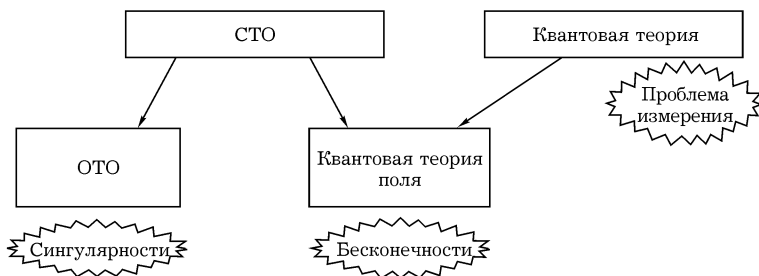 СТО
Квантовая теория
Проблема
измерения
ОТО
Квантовая теория
поля
Сингулярности
Бесконечности